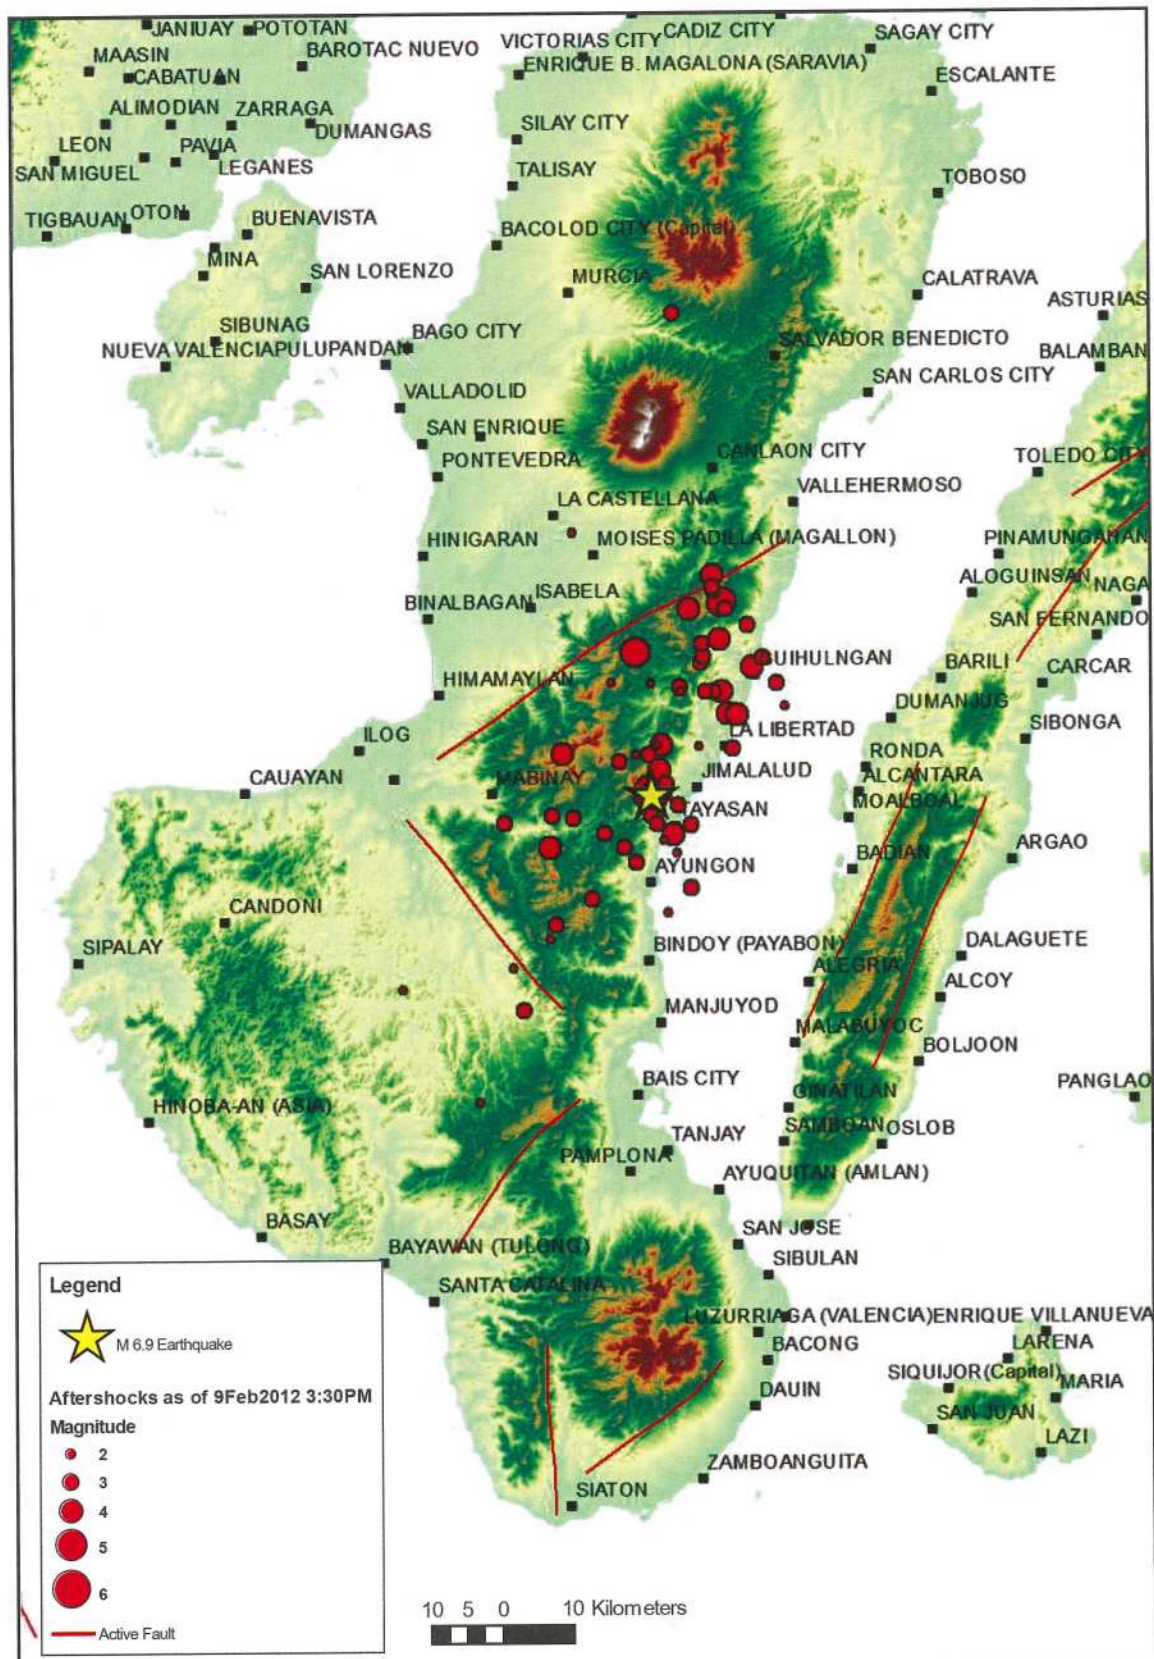 JANIUAY POTOTAN
CADIZ CITY
SAGAY CITY
VICTORIAS CITY
MAASIN
BAROTAC NUEVO
ENRIQUE B. MAGALONA (SARAVIA)
CABATUAN
ESCALANTE
ALIMODIAN ZARRAGA
SILAY CITY
DUMANGAS
LEON
PAVIA
LEGANES
SAN MIGUEL
TALISAY
TOBOSO
TIGBAUAN OTON
BUENAVISTA
BACOLOD CITY (Capital)
MINA
SAN LORENZO
MURCIA
CALATRAVA
ASTURIAS
SIBUNAG
BAGO CITY
SALVADOR BENEDICTO
NUEVA VALENCIA PULUPANDAN
BALAMBAN
SAN CARLOS CITY
VALLADOLID
SAN ENRIQUE
CANLAON CITY
TOLEDO CITY
PONTEVEDRA
VALLEHERMOSO
LA CASTELLANA
HINIGARAN
MOISES PADILLA (MAGALLON)
PINAMUNGAHAN
ALOGUINSAN
NAGA
ISABELA
BINALBAGAN
SAN FERNANDO
GUIHULNGAN
BARILI
CARCAR
HIMAMAYLAN
DUMANJUG
SIBONGA
LA LIBERTAD
ILOG
RONDA
CAUAYAN
MABINAY
JIMALALUD
ALCANTARA
MOALBOAL
TAYASAN
ARGAO
BADIAN
AYUNGON
CANDONI
SIPALAY
BINDOY (PAYABON)
DALAGUETE
ALEGRIA
ALCOY
MANJUYOD
MALABUYOC
BOLJOON
BAIS CITY
PANGLAO
GINATILAN
HINOBA-AN (ASIA)
TANJAY
SAMBOAN OSLOB
PAMPLONA
AYUQUITAN (AMLAN)
BASAY
SAN JOSE
BAYAWAN (TULONG)
SIBULAN
SANTA CATALINA
LUZURRIAGA (VALENCIA) ENRIQUE VILLANUEVA
BACONG
LARENA
SIQUIJOR (Capital)
MARIA
DAUIN
SAN JUAN
LAZI
ZAMBOANGUITA
SIATON
Legend
M 6.9 Earthquake
Aftershocks as of 9Feb2012 3:30PM
Magnitude
2
3
4
5
6
Active Fault
10 5 0 10 Kilometers